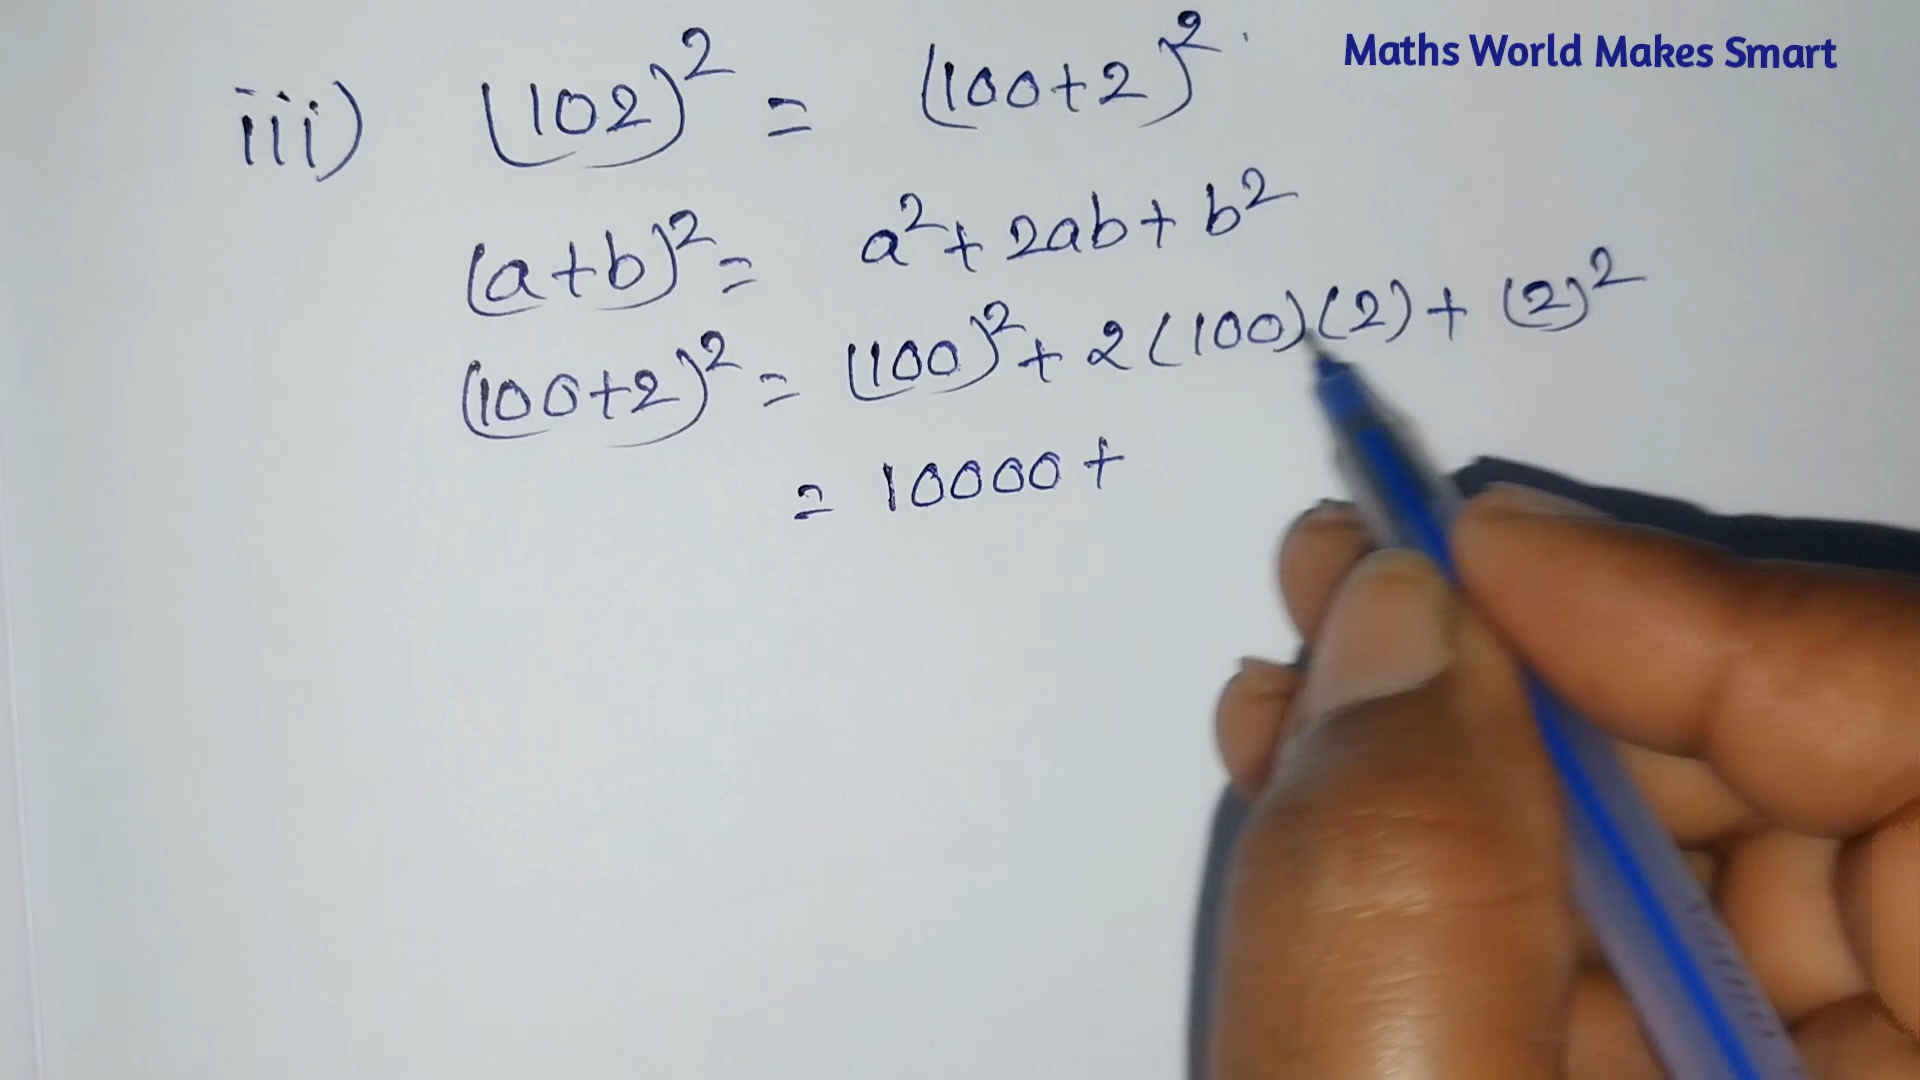 Maths World Makes Smart
iii) (102)² = (100+2)²
(a+b)² = a² + 2ab + b²
(100+2)² = (100)² + 2(100)(2) + (2)²
= 10000 +